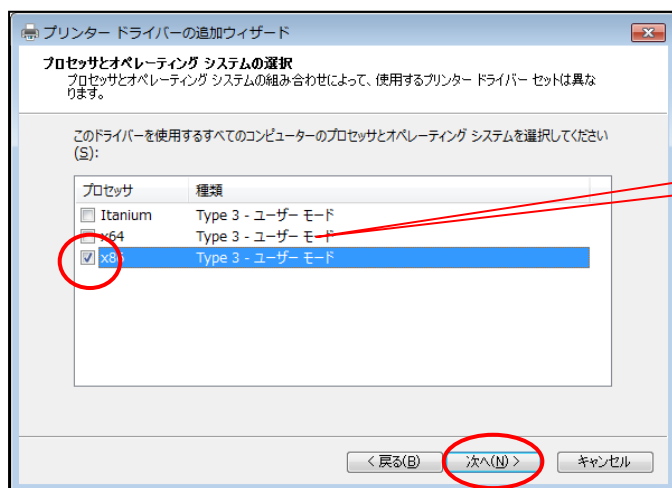 プリンター ドライバーの追加ウィザード
プロセッサとオペレーティング システムの選択
プロセッサとオペレーティング システムの組み合わせによって、使用するプリンター ドライバー セットは異な
ります。
このドライバーを使用するすべてのコンピューターのプロセッサとオペレーティング システムを選択してください
(S):
プロセッサ 種類
Itanium Type 3 - ユーザー モード
x64 Type 3 - ユーザー モード
x86 Type 3 - ユーザー モード
< 戻る(B) 次へ(N) > キャンセル